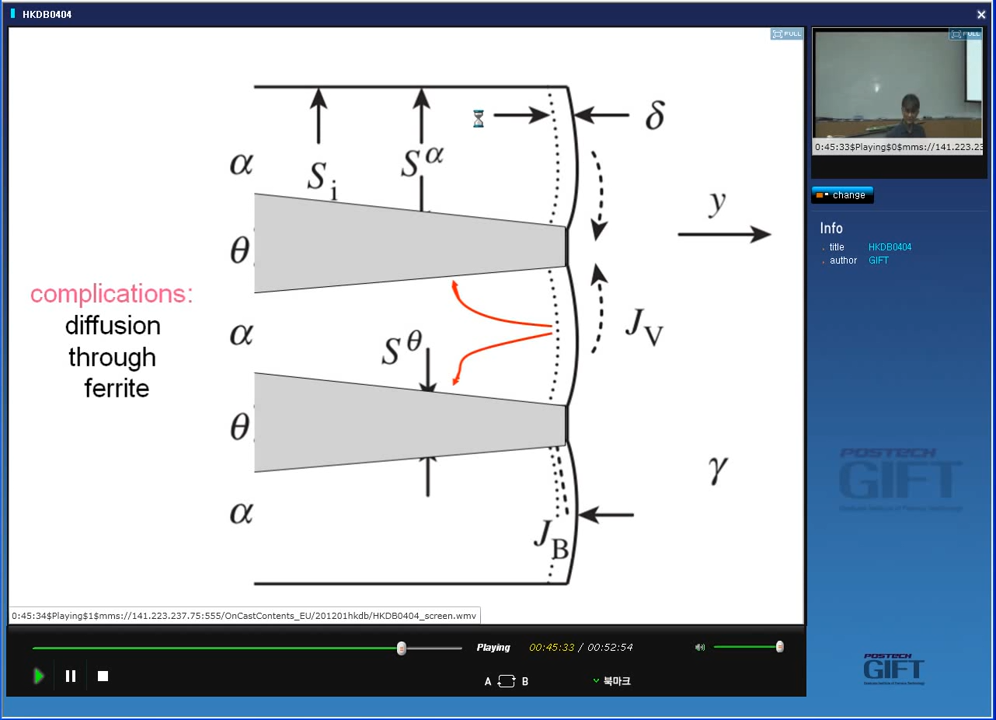 HKDB0404
FULL
FULL
δ
α
S i
S α
y
θ
complications:
diffusion
through
ferrite
α
S θ
J V
θ
γ
α
J B
0:45:33$Playing$0$mms://141.223.23
change
Info
title HKDB0404
author GIFT
POSTECH
GIFT
0:45:34$Playing$1$mms://141.223.237.75:555/OnCastContents_EU/201201hkdb/HKDB0404_screen.wmv
Playing 00:45:33 / 00:52:54
A B 북마크
POSTECH
GIFT